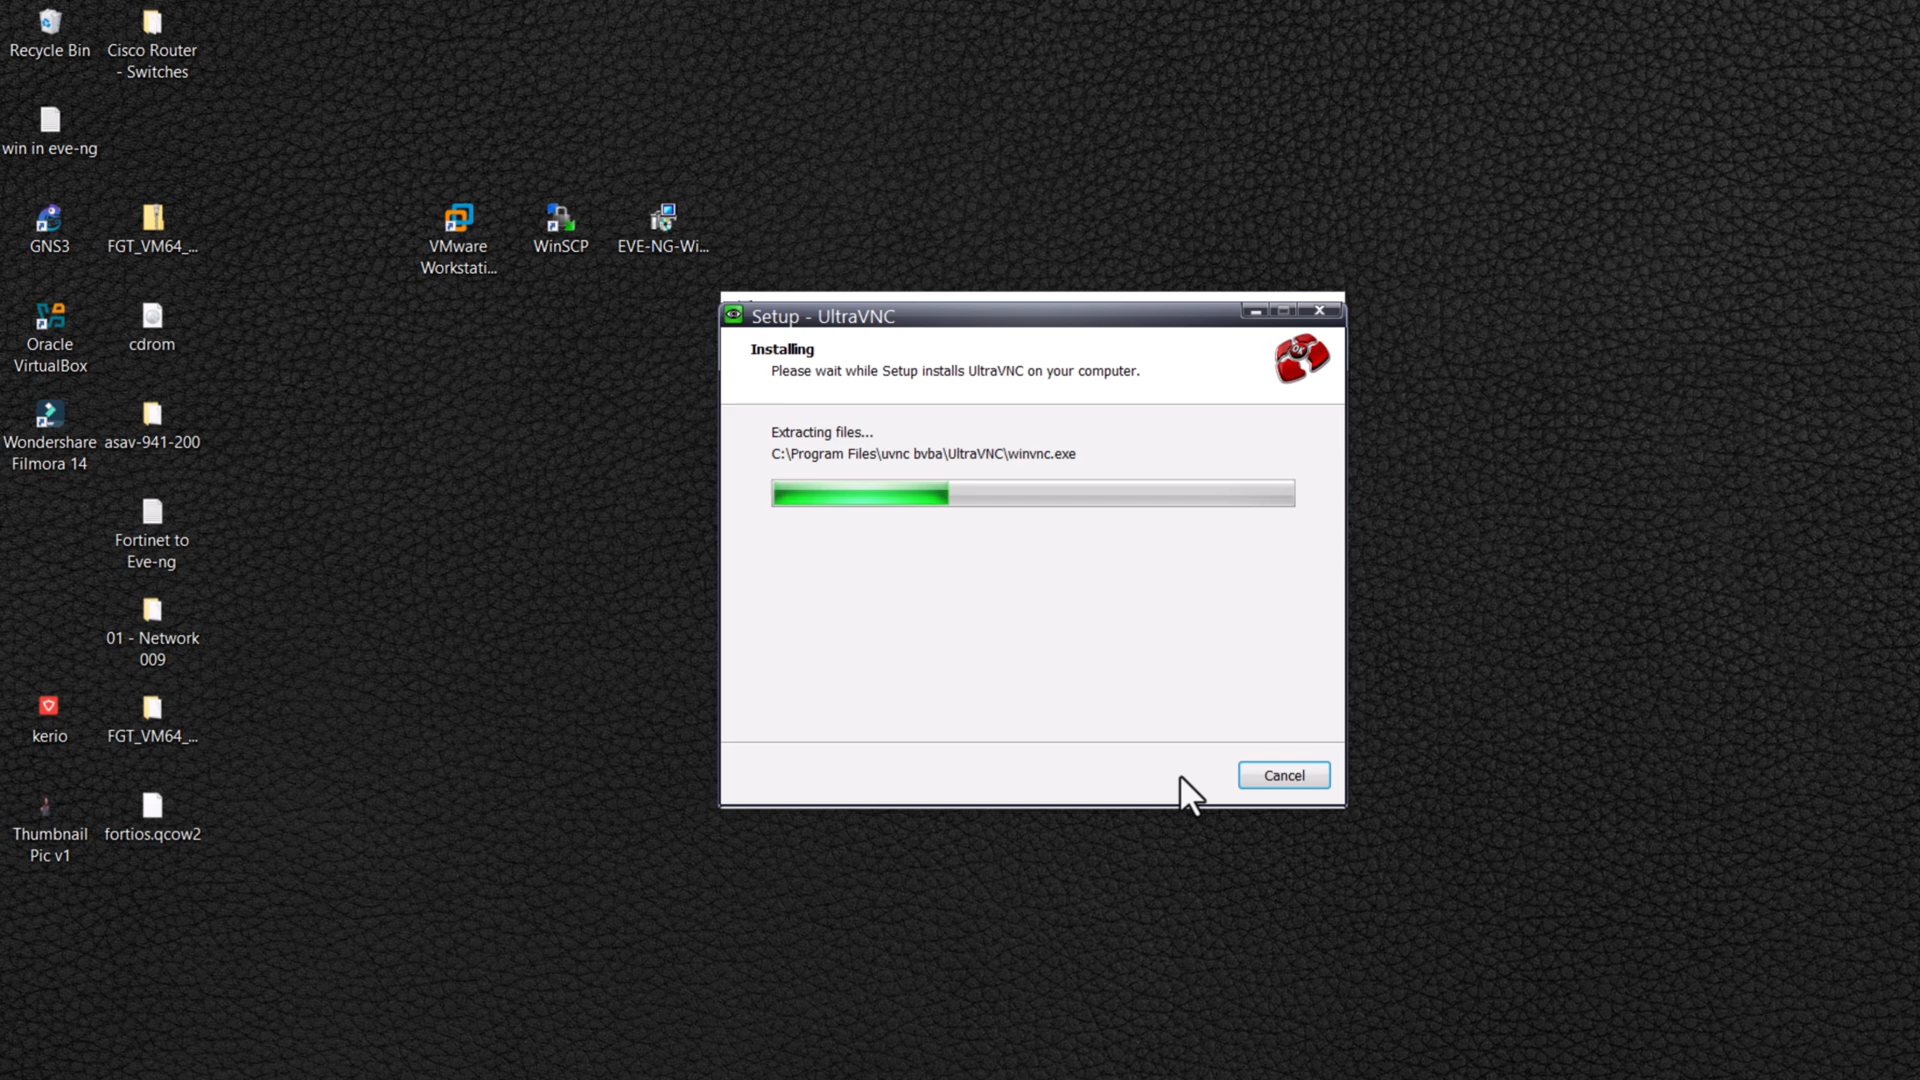 Recycle Bin
Cisco Router
- Switches
win in eve-ng
GNS3
FGT_VM64_...
VMware
Workstati...
WinSCP
EVE-NG-Wi...
Oracle
VirtualBox
cdrom
Wondershare
Filmora 14
asav-941-200
Fortinet to
Eve-ng
01 - Network
009
kerio
FGT_VM64_...
Thumbnail
Pic v1
fortios.qcow2
Setup - UltraVNC
Installing
Please wait while Setup installs UltraVNC on your computer.
Extracting files...
C:\Program Files\uvnc bvba\UltraVNC\winvnc.exe
Cancel